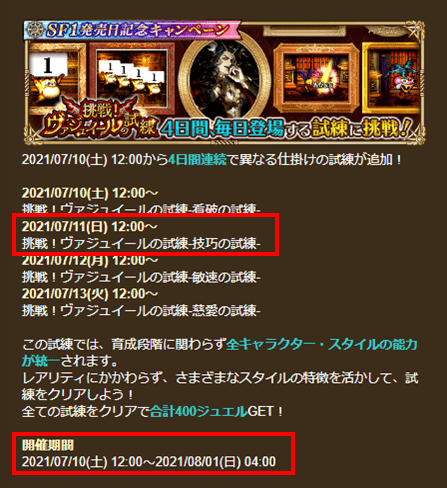 SF1発売日記念キャンペーン
1
1
1
1
1
挑戦！
ヴァジュイールの試練
4日間、毎日登場する試練に挑戦！
2021/07/10(土) 12:00から4日間連続で異なる仕掛けの試練が追加！
2021/07/10(土) 12:00～
挑戦！ヴァジュイールの試練-看破の試練-
2021/07/11(日) 12:00～
挑戦！ヴァジュイールの試練-技巧の試練-
2021/07/12(月) 12:00～
挑戦！ヴァジュイールの試練-敏速の試練-
2021/07/13(火) 12:00～
挑戦！ヴァジュイールの試練-慈愛の試練-
この試練では、育成段階に関わらず全キャラクター・スタイルの能力
が統一されます。
レアリティにかかわらず、さまざまなスタイルの特徴を活かして、試
練をクリアしよう！
全ての試練をクリアで合計400ジュエルGET！
開催期間
2021/07/10(土) 12:00～2021/08/01(日) 04:00